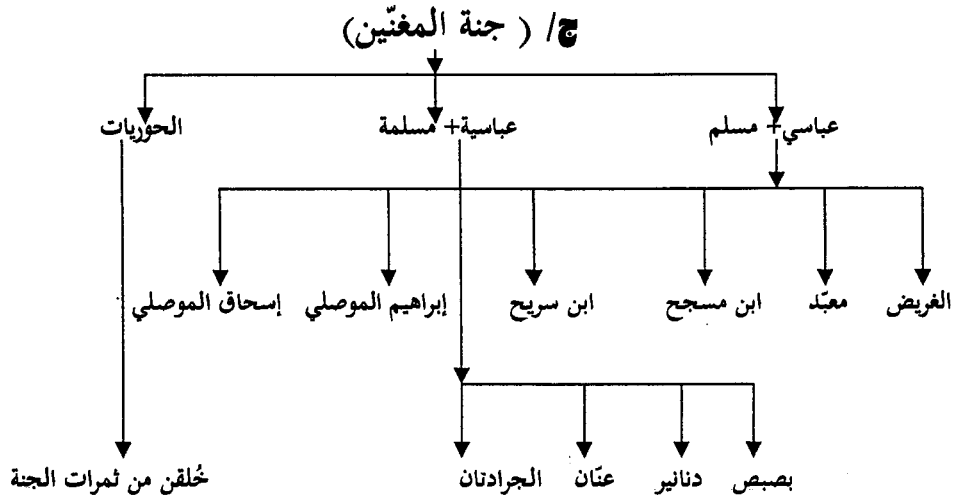 ج/ ( جنة المغنّين)
عباسي+ مسلم    عباسية+ مسلمة    الحوريات
الغريض    معبّد    ابن مسجح    ابن سريح    إبراهيم الموصلي    إسحاق الموصلي
بصبص    دنانير    عنّان    الجرادتان    خُلقن من ثمرات الجنة